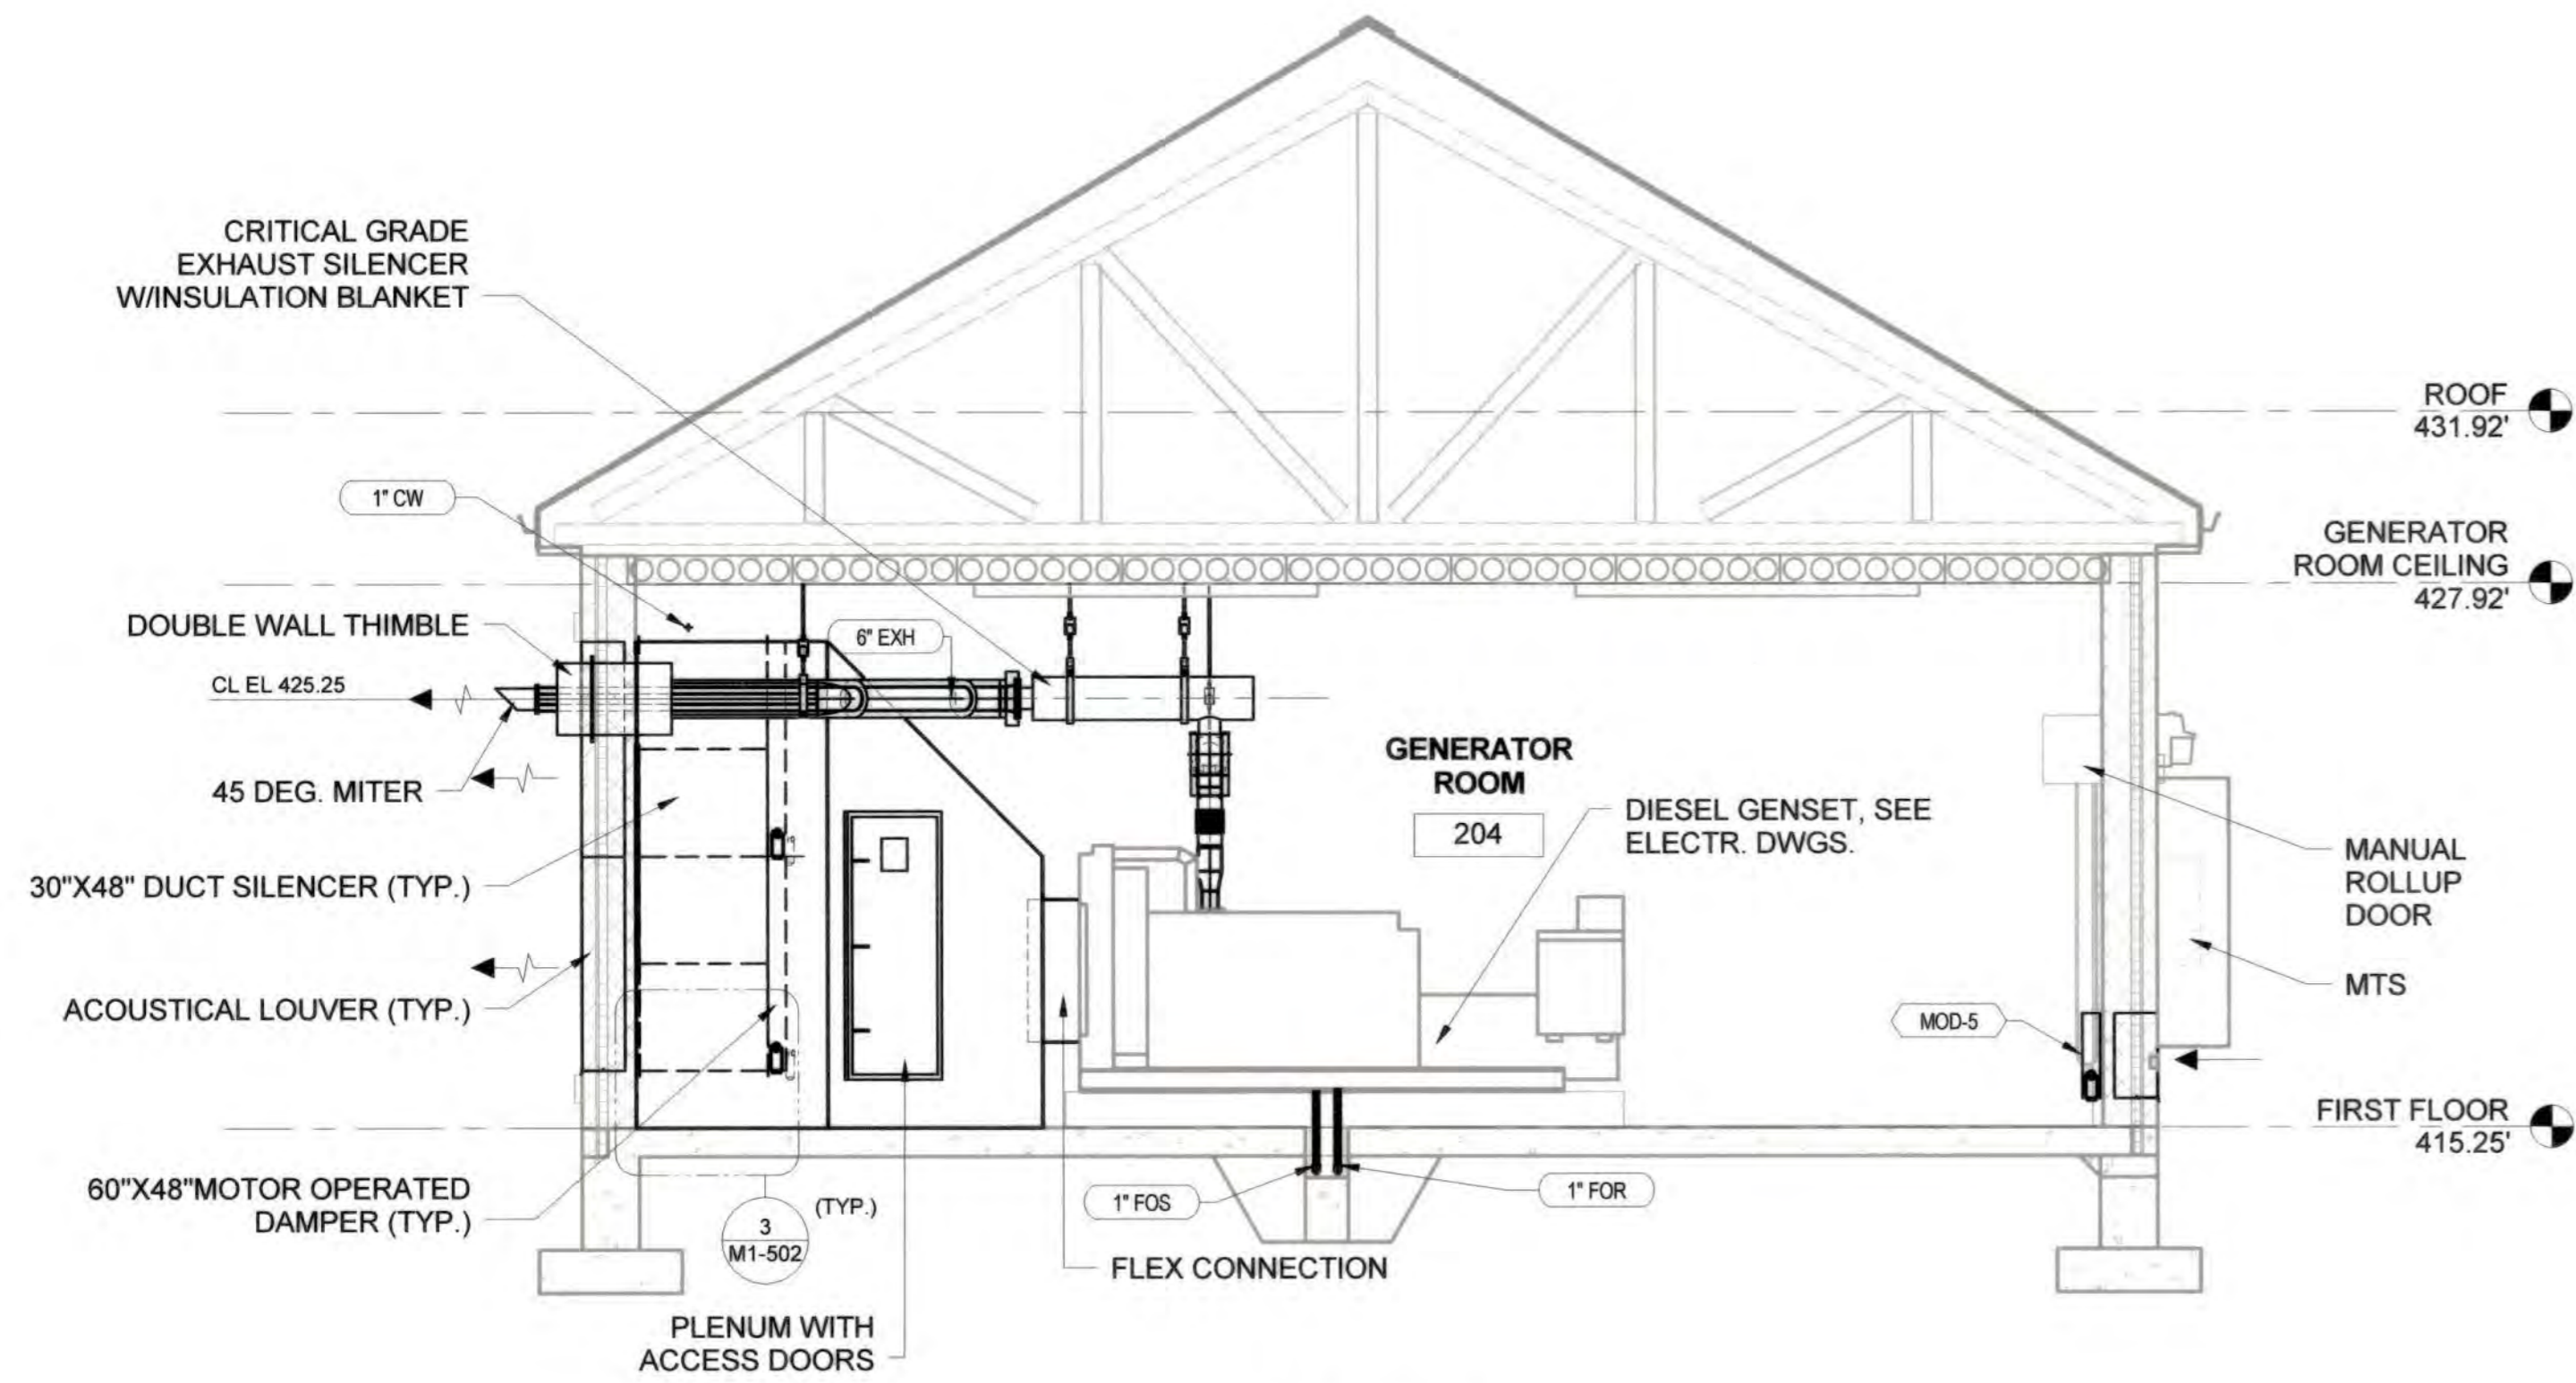 CRITICAL GRADE
EXHAUST SILENCER
W/INSULATION BLANKET
ROOF
431.92'
1" CW
GENERATOR
ROOM CEILING
427.92'
DOUBLE WALL THIMBLE
6" EXH
CL EL 425.25
45 DEG. MITER
GENERATOR
ROOM
204
DIESEL GENSET, SEE
ELECTR. DWGS.
MANUAL
ROLLUP
DOOR
30"X48" DUCT SILENCER (TYP.)
MTS
ACOUSTICAL LOUVER (TYP.)
MOD-5
FIRST FLOOR
415.25'
60"X48"MOTOR OPERATED
DAMPER (TYP.)
(TYP.)
3
M1-502
1" FOS
1" FOR
FLEX CONNECTION
PLENUM WITH
ACCESS DOORS